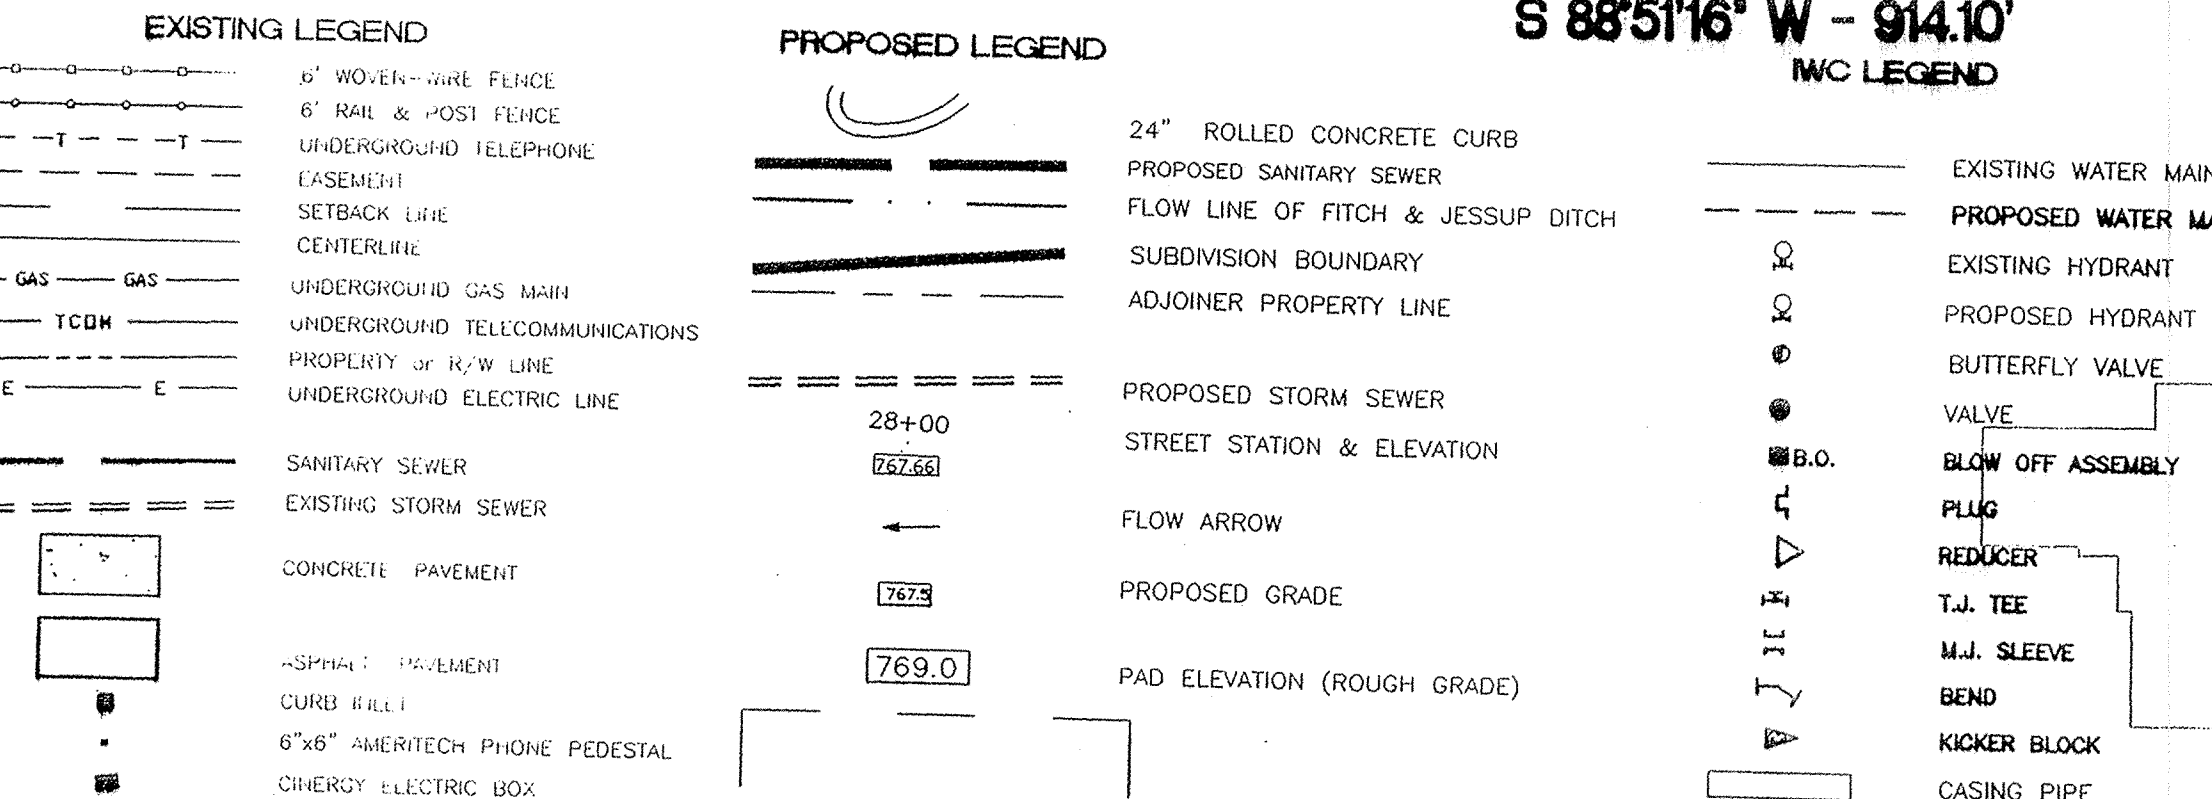 EXISTING LEGEND
6' WOVEN-WIRE FENCE
6' RAIL & POST FENCE
T T UNDERGROUND TELEPHONE
EASEMENT
SETBACK LINE
CENTERLINE
GAS GAS UNDERGROUND GAS MAIN
TCOM UNDERGROUND TELECOMMUNICATIONS
PROPERTY or R/W LINE
E E UNDERGROUND ELECTRIC LINE
SANITARY SEWER
EXISTING STORM SEWER
CONCRETE PAVEMENT
ASPHALT PAVEMENT
CURB INLET
6"x6" AMERITECH PHONE PEDESTAL
CINERGY ELECTRIC BOX
PROPOSED LEGEND
24" ROLLED CONCRETE CURB
PROPOSED SANITARY SEWER
FLOW LINE OF FITCH & JESSUP DITCH
SUBDIVISION BOUNDARY
ADJOINER PROPERTY LINE
PROPOSED STORM SEWER
28+00
STREET STATION & ELEVATION
767.66
FLOW ARROW
767.5 PROPOSED GRADE
769.0 PAD ELEVATION (ROUGH GRADE)
S 88°51'16" W - 914.10'
IWC LEGEND
EXISTING WATER MAIN
PROPOSED WATER MA
EXISTING HYDRANT
PROPOSED HYDRANT
BUTTERFLY VALVE
VALVE
B.O. BLOW OFF ASSEMBLY
PLUG
REDUCER
T.J. TEE
M.J. SLEEVE
BEND
KICKER BLOCK
CASING PIPE